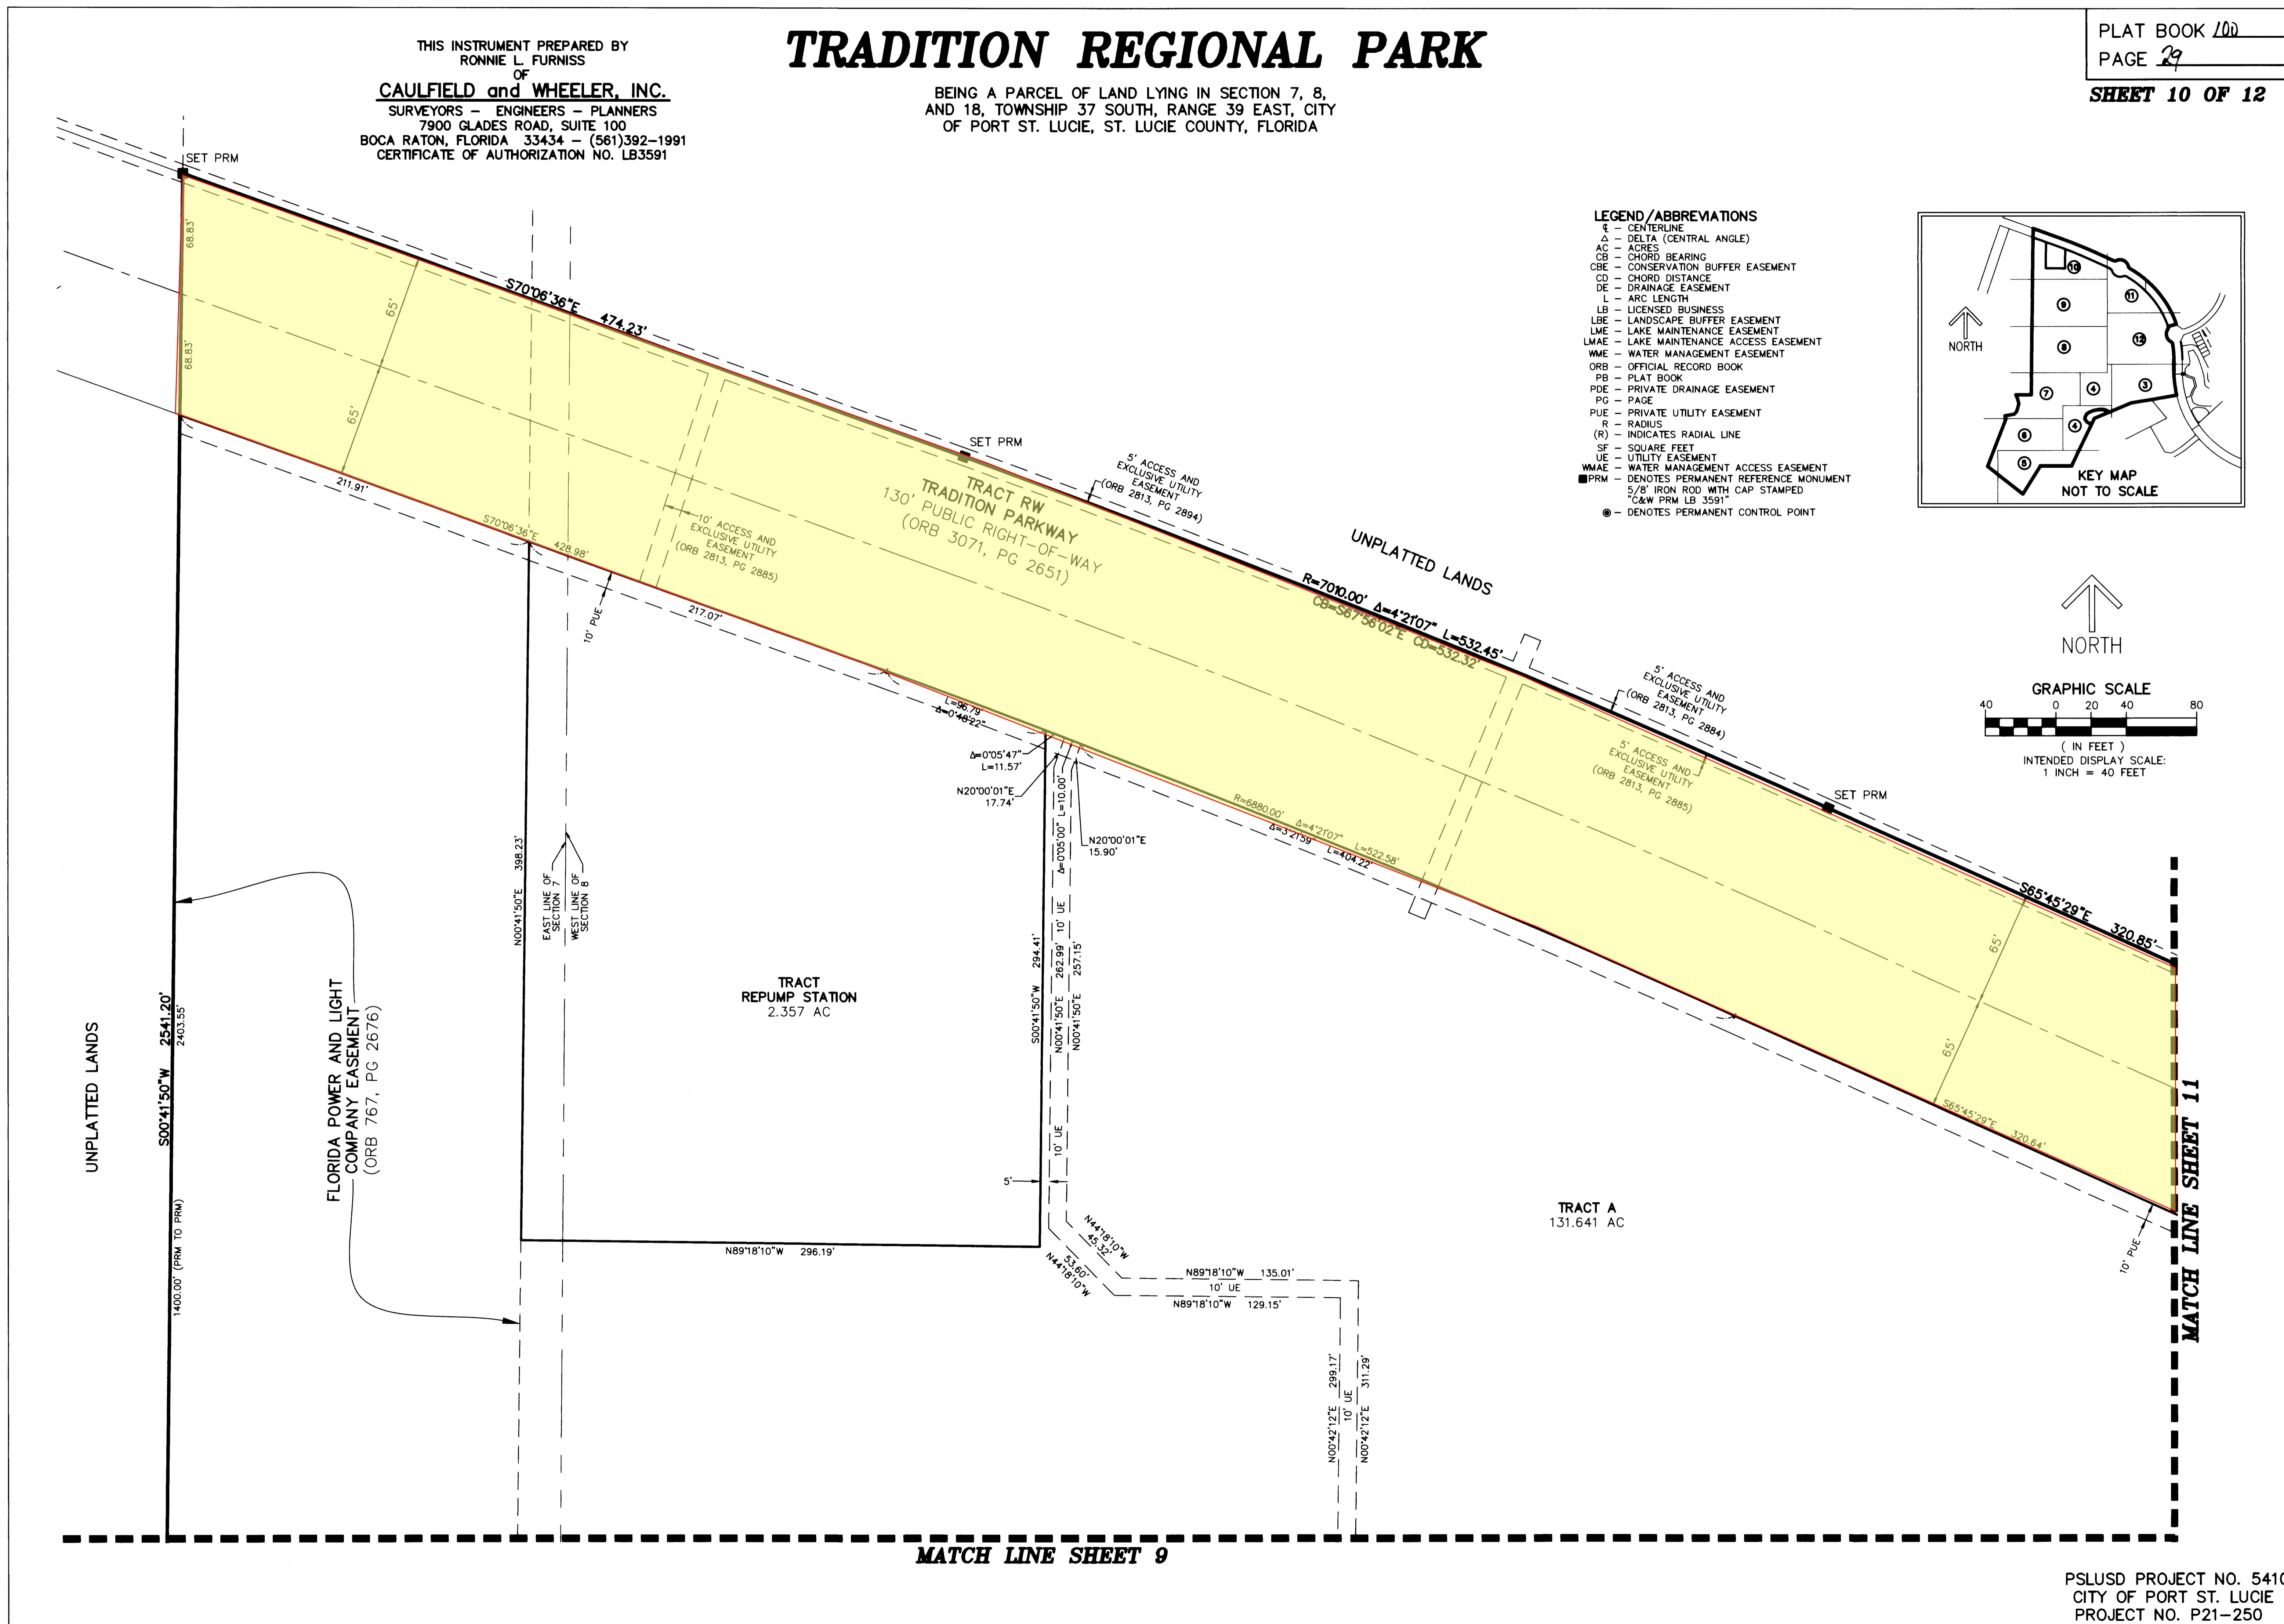 THIS INSTRUMENT PREPARED BY
RONNIE L. FURNISS
OF
CAULFIELD and WHEELER, INC.
SURVEYORS – ENGINEERS – PLANNERS
7900 GLADES ROAD, SUITE 100
BOCA RATON, FLORIDA 33434 – (561)392–1991
CERTIFICATE OF AUTHORIZATION NO. LB3591
TRADITION REGIONAL PARK
BEING A PARCEL OF LAND LYING IN SECTION 7, 8,
AND 18, TOWNSHIP 37 SOUTH, RANGE 39 EAST, CITY
OF PORT ST. LUCIE, ST. LUCIE COUNTY, FLORIDA
PLAT BOOK 100
PAGE 29
SHEET 10 OF 12
LEGEND/ABBREVIATIONS
℄ – CENTERLINE
Δ – DELTA (CENTRAL ANGLE)
AC – ACRES
CB – CHORD BEARING
CBE – CONSERVATION BUFFER EASEMENT
CD – CHORD DISTANCE
DE – DRAINAGE EASEMENT
L – ARC LENGTH
LB – LICENSED BUSINESS
LBE – LANDSCAPE BUFFER EASEMENT
LME – LAKE MAINTENANCE EASEMENT
LMAE – LAKE MAINTENANCE ACCESS EASEMENT
WME – WATER MANAGEMENT EASEMENT
ORB – OFFICIAL RECORD BOOK
PB – PLAT BOOK
PDE – PRIVATE DRAINAGE EASEMENT
PG – PAGE
PUE – PRIVATE UTILITY EASEMENT
R – RADIUS
(R) – INDICATES RADIAL LINE
SF – SQUARE FEET
UE – UTILITY EASEMENT
WMAE – WATER MANAGEMENT ACCESS EASEMENT
■PRM – DENOTES PERMANENT REFERENCE MONUMENT
5/8' IRON ROD WITH CAP STAMPED
"C&W PRM LB 3591"
◉ – DENOTES PERMANENT CONTROL POINT
10
11
9
8
12
7
4
3
6
4
5
NORTH
KEY MAP
NOT TO SCALE
NORTH
GRAPHIC SCALE
40 0 20 40 80
( IN FEET )
INTENDED DISPLAY SCALE:
1 INCH = 40 FEET
SET PRM
68.83'
68.83'
65'
65'
S70°06'36"E 474.23'
SET PRM
5' ACCESS AND
EXCLUSIVE UTILITY
EASEMENT
(ORB 2813, PG 2894)
UNPLATTED LANDS
TRACT RW
TRADITION PARKWAY
130' PUBLIC RIGHT–OF–WAY
(ORB 3071, PG 2651)
10' ACCESS AND
EXCLUSIVE UTILITY
EASEMENT
(ORB 2813, PG 2885)
211.91'
S70°06'36"E 428.98'
10' PUE
217.07'
R=7010.00' Δ=4°21'07" L=532.45'
CB=S67°56'02"E CD=532.32'
5' ACCESS AND
EXCLUSIVE UTILITY
EASEMENT
(ORB 2813, PG 2884)
5' ACCESS AND
EXCLUSIVE UTILITY
EASEMENT
(ORB 2813, PG 2885)
SET PRM
L=96.79'
Δ=0°48'22"
Δ=0°05'47"
L=11.57'
N20°00'01"E
17.74'
Δ=0°05'00" L=10.00'
N20°00'01"E
15.90'
R=6880.00' Δ=4°21'07" L=522.58'
Δ=3°21'59" L=404.22'
S65°45'29"E 320.85'
65'
65'
S65°45'29"E 320.64'
10' PUE
MATCH LINE SHEET 11
UNPLATTED LANDS
S00°41'50"W 2541.20'
2403.55'
1400.00' (PRM TO PRM)
FLORIDA POWER AND LIGHT
COMPANY EASEMENT
(ORB 767, PG 2676)
N00°41'50"E 398.23'
EAST LINE OF
SECTION 7
WEST LINE OF
SECTION 8
TRACT
REPUMP STATION
2.357 AC
S00°41'50"W 294.41'
N00°41'50"E 262.99' 10' UE
N00°41'50"E 257.15'
10' UE
5'
N89°18'10"W 296.19'
N44°18'10"W
45.32'
53.60'
N44°18'10"W
N89°18'10"W 135.01'
10' UE
N89°18'10"W 129.15'
N00°42'12"E 299.17'
10' UE
N00°42'12"E 311.29'
TRACT A
131.641 AC
MATCH LINE SHEET 9
PSLUSD PROJECT NO. 5410
CITY OF PORT ST. LUCIE
PROJECT NO. P21–250